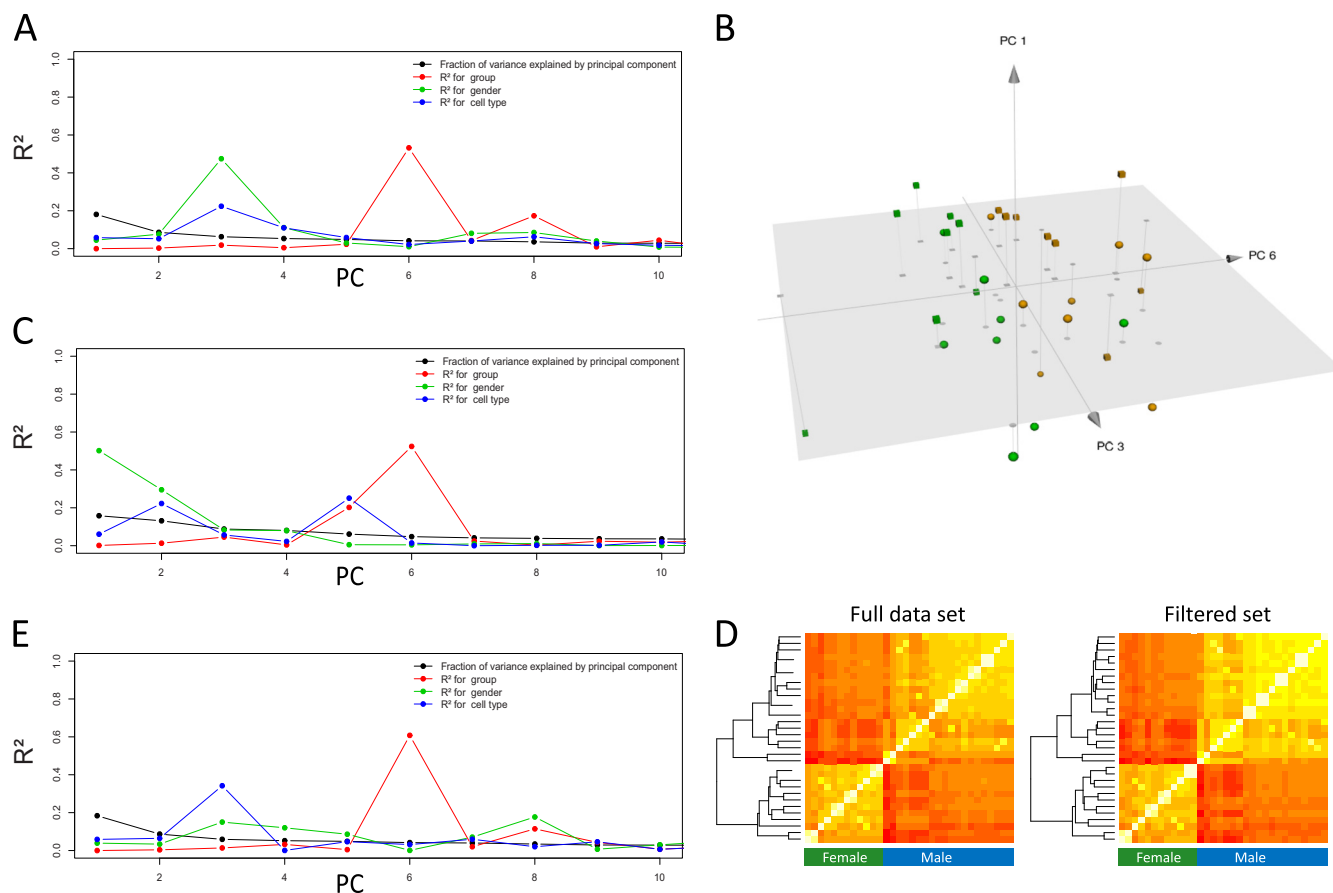 A
1.0
0.8
0.6
0.4
0.2
0.0
R²
Fraction of variance explained by principal component
R² for group
R² for gender
R² for cell type
2
4
6
8
10
PC
B
PC 1
PC 6
PC 3
C
1.0
0.8
0.6
0.4
0.2
0.0
R²
Fraction of variance explained by principal component
R² for group
R² for gender
R² for cell type
2
4
6
8
10
PC
D
Full data set
Filtered set
Female
Male
Female
Male
E
1.0
0.8
0.6
0.4
0.2
0.0
R²
Fraction of variance explained by principal component
R² for group
R² for gender
R² for cell type
2
4
6
8
10
PC